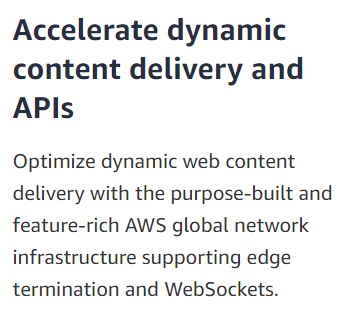 Accelerate dynamic
content delivery and
APIs
Optimize dynamic web content
delivery with the purpose-built and
feature-rich AWS global network
infrastructure supporting edge
termination and WebSockets.